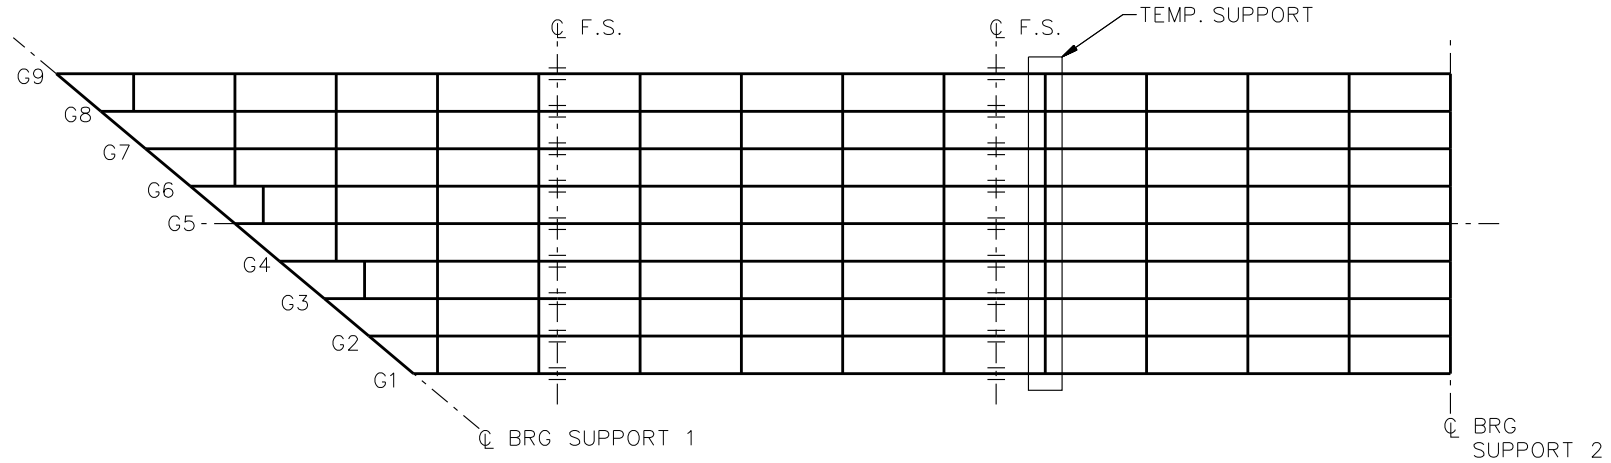 TEMP. SUPPORT
℄ F.S.
℄ F.S.
G9
G8
G7
G6
G5
G4
G3
G2
G1
℄ BRG SUPPORT 1
℄ BRG
SUPPORT 2